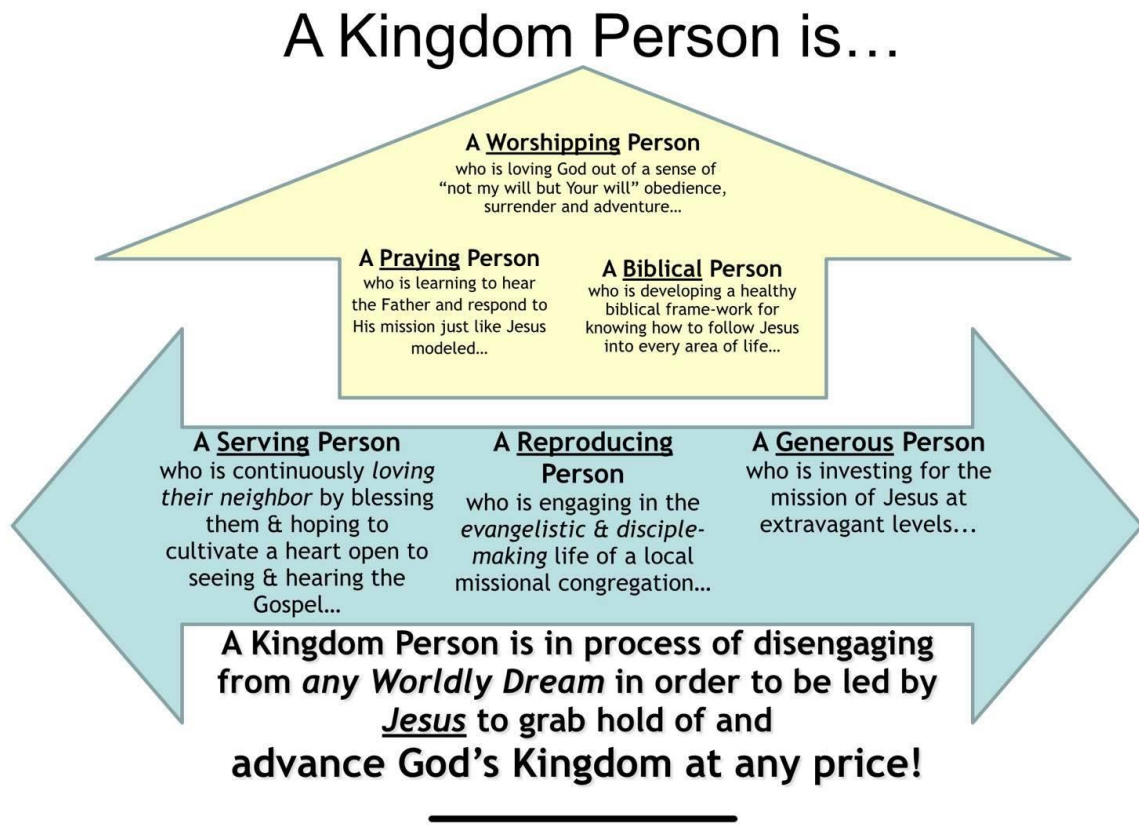 A Kingdom Person is…
A Worshipping Person
who is loving God out of a sense of
“not my will but Your will” obedience,
surrender and adventure…
A Praying Person
who is learning to hear
the Father and respond to
His mission just like Jesus
modeled…
A Biblical Person
who is developing a healthy
biblical frame-work for
knowing how to follow Jesus
into every area of life…
A Serving Person
who is continuously loving
their neighbor by blessing
them & hoping to
cultivate a heart open to
seeing & hearing the
Gospel…
A Reproducing
Person
who is engaging in the
evangelistic & disciple-
making life of a local
missional congregation…
A Generous Person
who is investing for the
mission of Jesus at
extravagant levels...
A Kingdom Person is in process of disengaging
from any Worldly Dream in order to be led by
Jesus to grab hold of and
advance God’s Kingdom at any price!